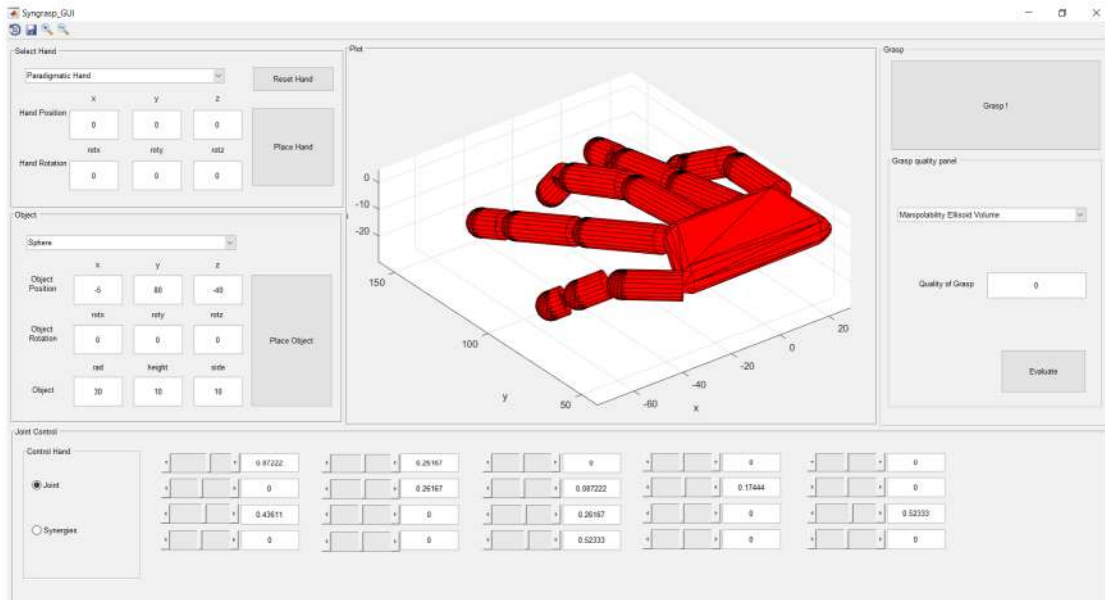 Syngrasp_GUI
Select Hand
Paradigmatic Hand
Reset Hand
x y z
Hand Position 0 0 0
Place Hand
rotx roty rotz
Hand Rotation 0 0 0
Object
Sphere
x y z
Object Position -5 80 -40
rotx roty rotz
Object Rotation 0 0 0
Place Object
rad height side
Object 30 10 10
Plot
0
-10
-20
150
100
50
y
-60
-40
-20
0
20
x
Grasp
Grasp !
Grasp quality panel
Manipolability Ellisoid Volume
Quality of Grasp 0
Evaluate
Joint Control
Control Hand
Joint
Synergies
0.87222 0.26167 0 0 0
0 0.26167 0.087222 0.17444 0
0.43611 0 0.26167 0 0.52333
0 0 0.52333 0 0